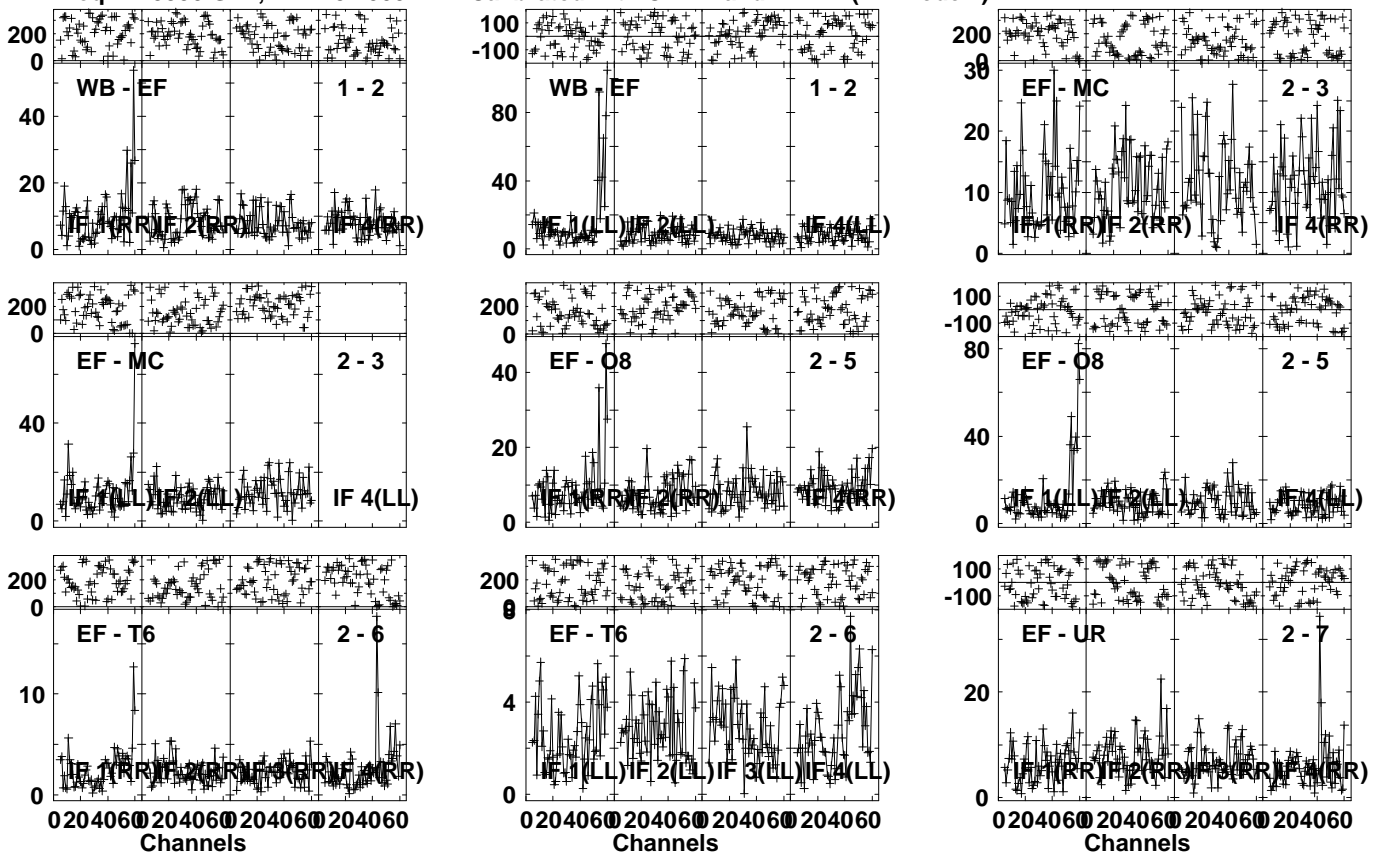 200
0
WB - EF
1 - 2
40
20
0
IF 1(RR)
IF 2(RR)
IF 4(RR)
100
-100
WB - EF
1 - 2
80
40
0
IF 1(LL)
IF 2(LL)
IF 4(LL)
200
0
30
EF - MC
2 - 3
20
10
0
IF 1(RR)
IF 2(RR)
IF 4(RR)
200
0
EF - MC
2 - 3
40
0
IF 1(LL)
IF 2(LL)
IF 4(LL)
200
0
EF - O8
2 - 5
40
20
0
IF 1(RR)
IF 2(RR)
IF 4(RR)
100
-100
80
EF - O8
2 - 5
40
0
IF 1(LL)
IF 2(LL)
IF 4(LL)
200
0
EF - T6
2 - 6
10
0
IF 1(RR)
IF 2(RR)
IF 3(RR)
IF 4(RR)
0 20 40 60 0 20 40 60 0 20 40 60 0 20 40 60
Channels
200
0
8
EF - T6
2 - 6
4
0
IF 1(LL)
IF 2(LL)
IF 3(LL)
IF 4(LL)
0 20 40 60 0 20 40 60 0 20 40 60 0 20 40 60
Channels
100
-100
EF - UR
2 - 7
20
0
IF 1(RR)
IF 2(RR)
IF 3(RR)
IF 4(RR)
0 20 40 60 0 20 40 60 0 20 40 60 0 20 40 60
Channels